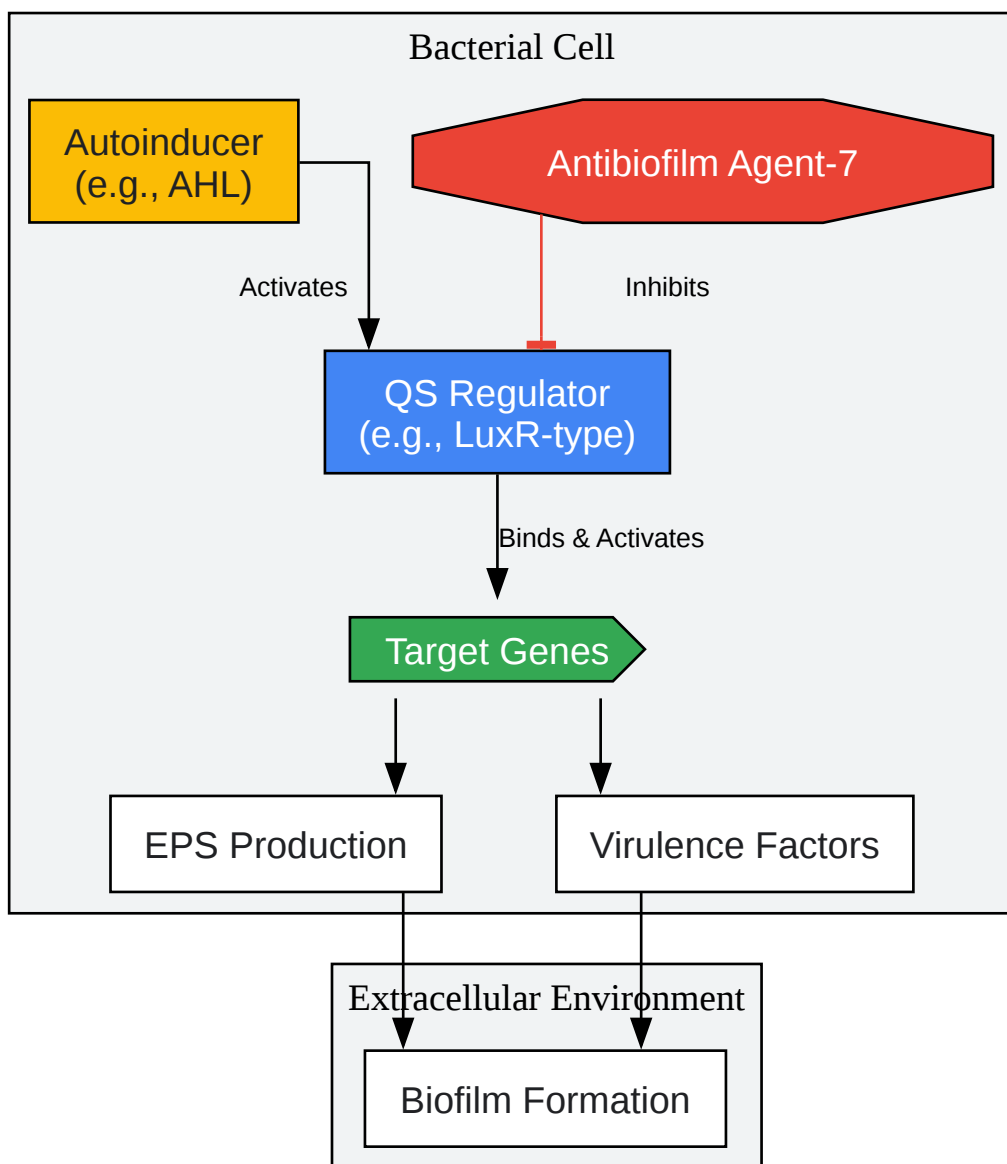 Bacterial Cell
Autoinducer
(e.g., AHL)
Antibiofilm Agent-7
Activates
Inhibits
QS Regulator
(e.g., LuxR-type)
Binds & Activates
Target Genes
EPS Production
Virulence Factors
Extracellular Environment
Biofilm Formation